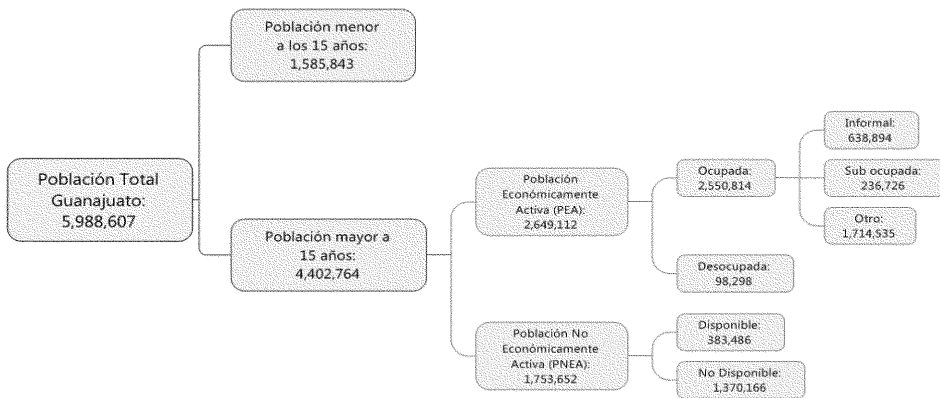 Población menor
a los 15 años:
1,585,843
Población Total
Guanajuato:
5,988,607
Población mayor a
15 años:
4,402,764
Población
Económicamente
Activa (PEA):
2,649,112
Ocupada:
2,550,814
Informal:
638,894
Sub ocupada:
236,726
Otro:
1,714,535
Desocupada:
98,298
Población No
Económicamente
Activa (PNEA):
1,753,652
Disponible:
383,486
No Disponible:
1,370,166